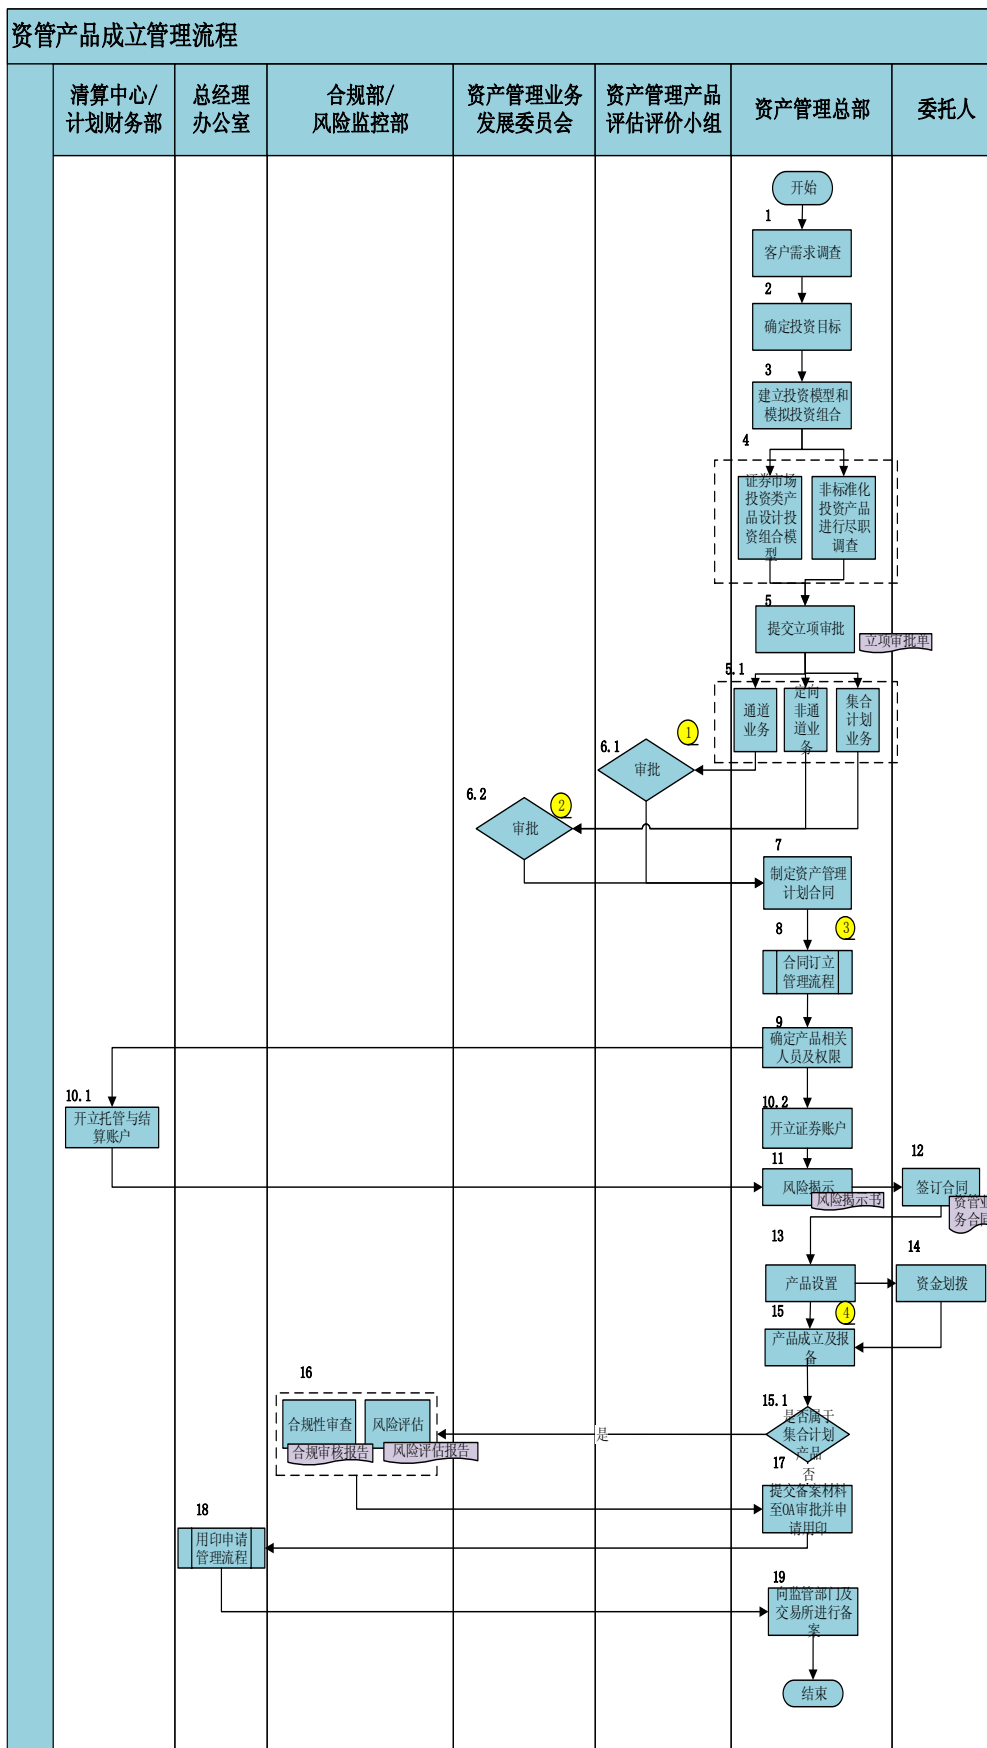 资管产品成立管理流程
清算中心/
计划财务部
总经理
办公室
合规部/
风险监控部
资产管理业务
发展委员会
资产管理产品
评估评价小组
资产管理总部
委托人
开始
1
客户需求调查
2
确定投资目标
3
建立投资模型和
模拟投资组合
4
证券市场
投资类产
品设计投
资组合模
型
非标准化
投资产品
进行尽职
调查
5
提交立项审批
立项审批单
5.1
通道
业务
定向
非通
道业
务
集合
计划
业务
1
6.1
审批
6.2
2
审批
7
制定资产管理
计划合同
8
3
合同订立
管理流程
9
确定产品相关
人员及权限
10.1
开立托管与结
算账户
10.2
开立证券账户
11
风险揭示
风险揭示书
12
签订合同
资管业
务合同
13
产品设置
14
资金划拨
15
4
产品成立及报
备
15.1
是否属于
集合计划
产品
是
否
16
合规性审查
合规审核报告
风险评估
风险评估报告
17
提交备案材料
至OA审批并申
请用印
18
用印申请
管理流程
19
向监管部门及
交易所进行备
案
结束